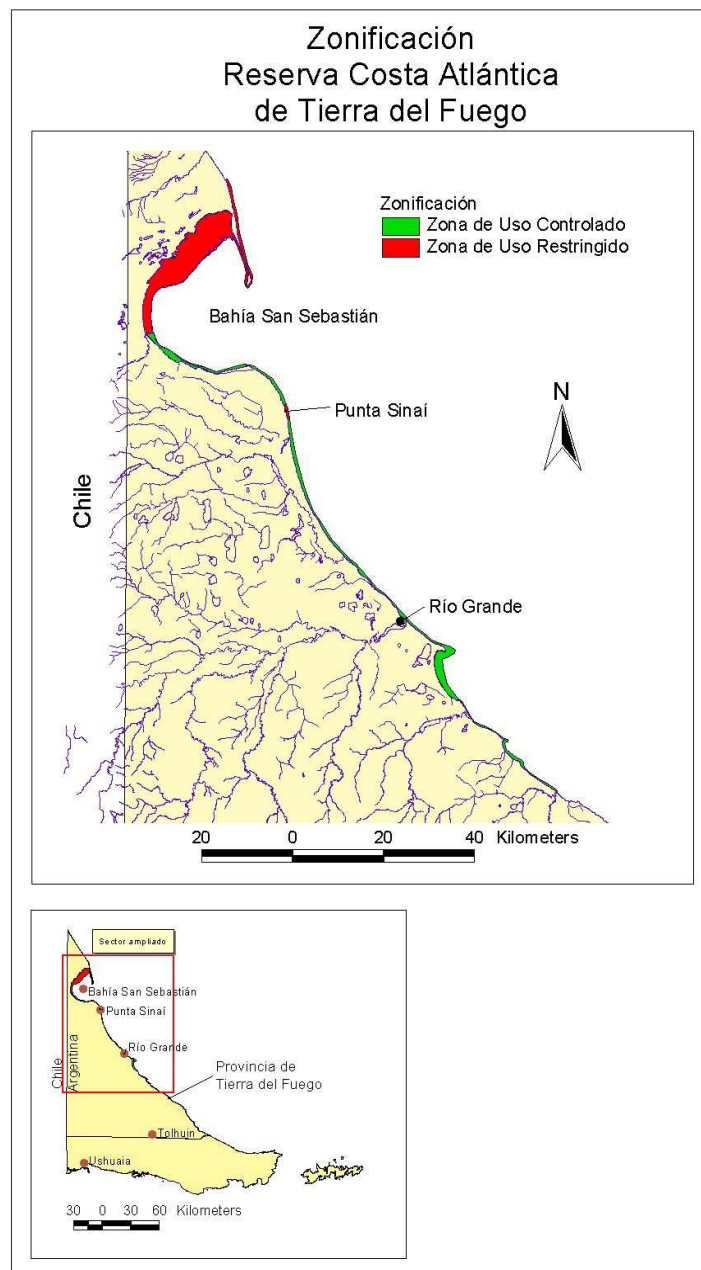 Zonificación
Reserva Costa Atlántica
de Tierra del Fuego
Zonificación
Zona de Uso Controlado
Zona de Uso Restringido
Bahía San Sebastián
N
Punta Sinaí
Chile
Río Grande
20 0 20 40 Kilometers
Sector ampliado
Bahía San Sebastián
Punta Sinaí
Río Grande
Chile
Argentina
Provincia de
Tierra del Fuego
Tolhuin
Ushuaia
30 0 30 60 Kilometers